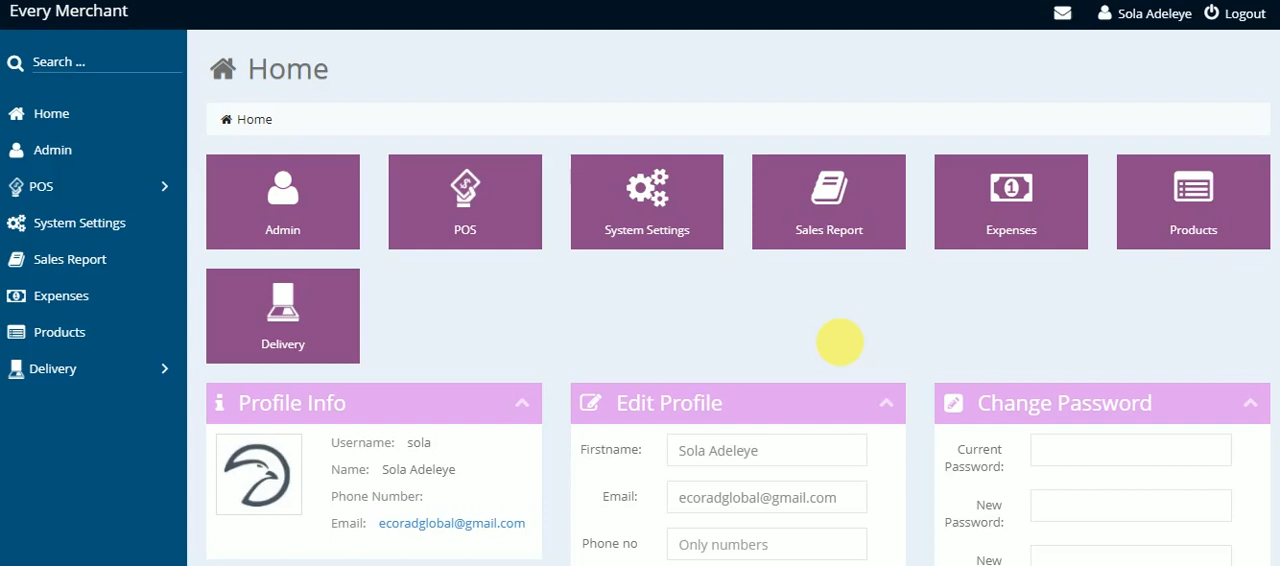 Every Merchant
Sola Adeleye
Logout
Search ...
Home
Admin
POS
System Settings
Sales Report
Expenses
Products
Delivery
Home
Home
Admin
POS
System Settings
Sales Report
Expenses
Products
Delivery
Profile Info
Username: sola
Name: Sola Adeleye
Phone Number:
Email: ecoradglobal@gmail.com
Edit Profile
Firstname: Sola Adeleye
Email: ecoradglobal@gmail.com
Phone no Only numbers
Change Password
Current
Password:
New
Password:
New